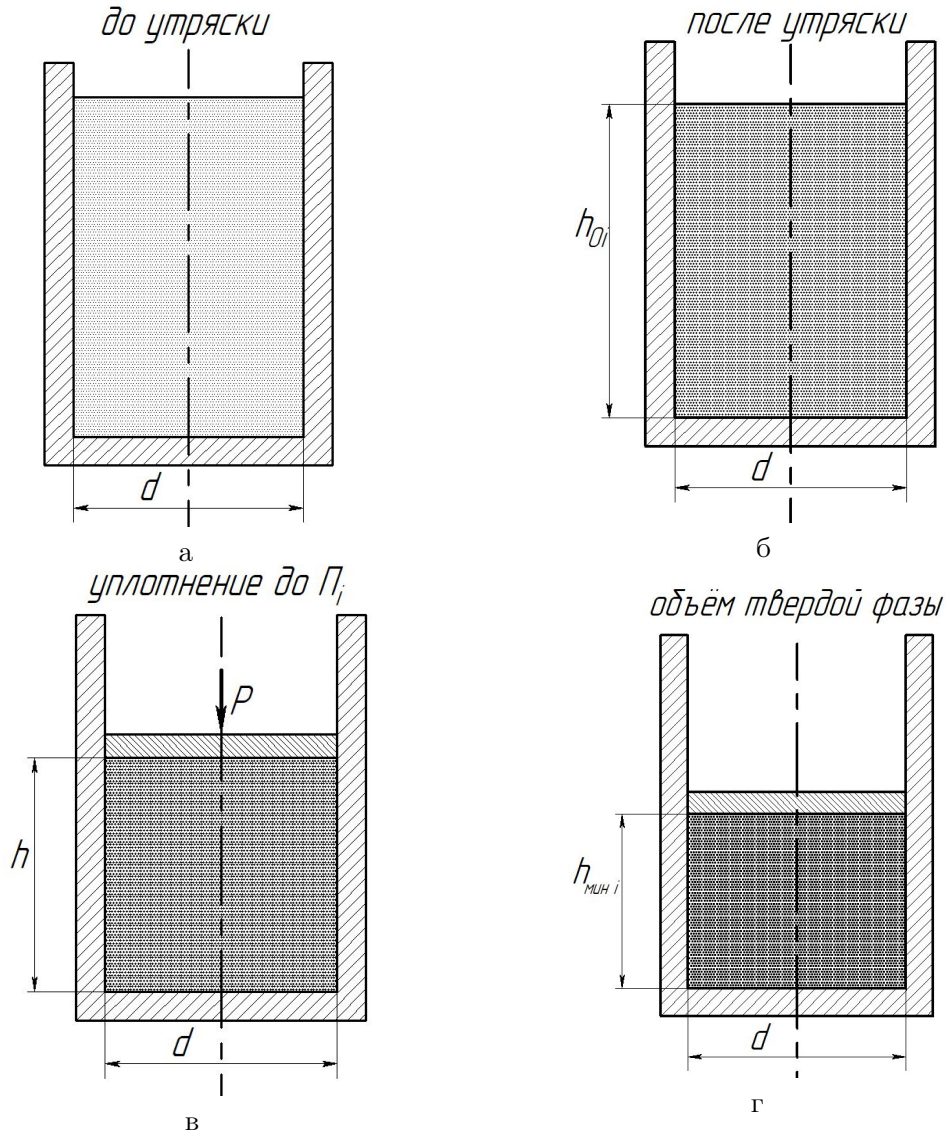 до утряски
d
а
после утряски
h0i
d
б
уплотнение до Пi
P
h
d
в
объём твердой фазы
hмин i
d
г